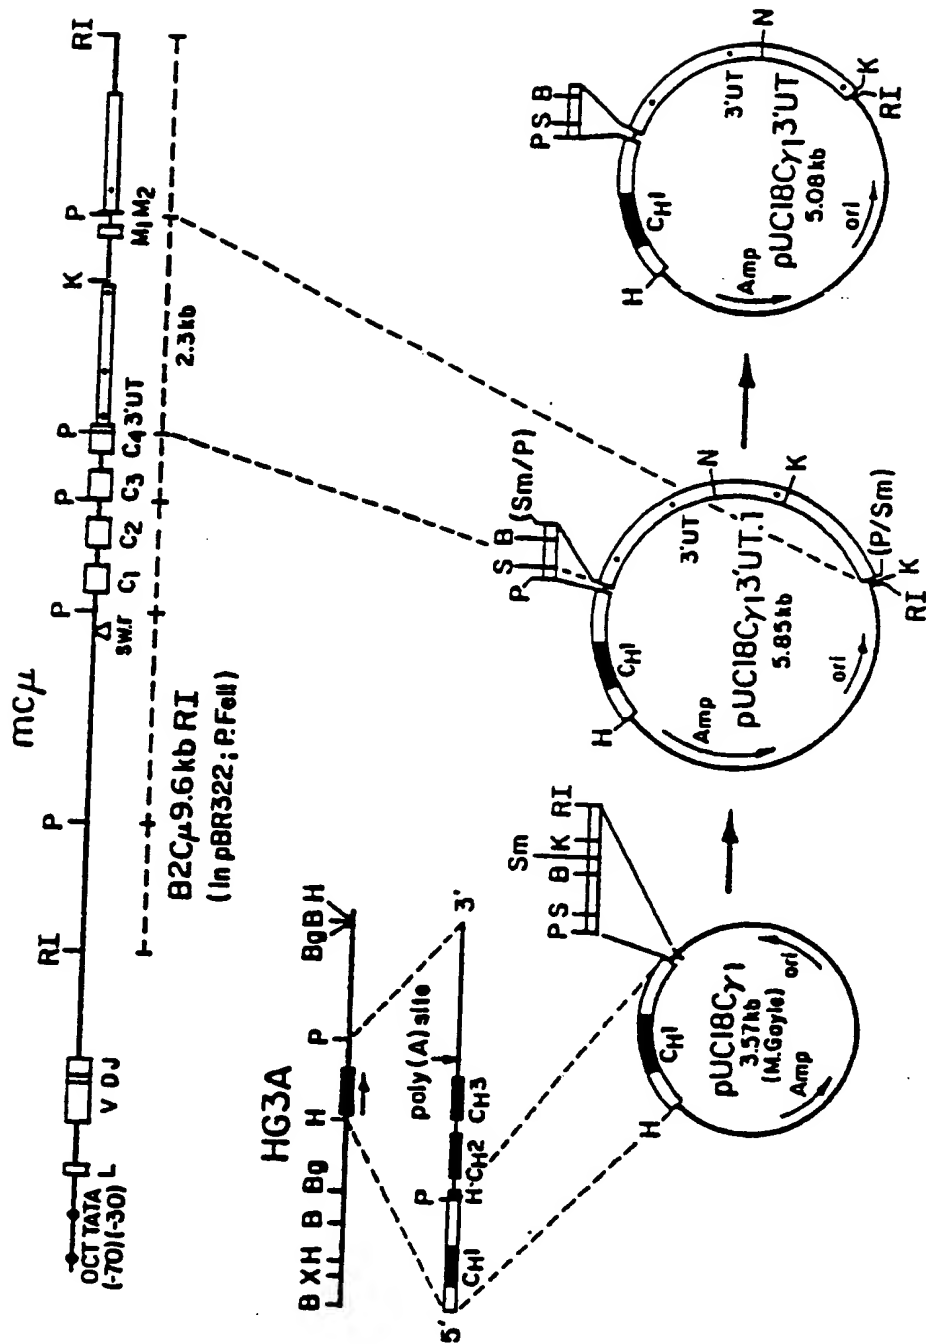 mCμ
OCT TATA
(-70)(-30)
L
V DJ
RI
P
P
SW.r
C1 C2
P
C3
P
C4 3'UT
K
P
M1 M2
RI
2.3kb
B2Cμ9.6kb RI
(In pBR322; P. Fell)
HG3A
B X H B Bg H P Bg B H
5'
CH1
P
H-CH2
CH3
poly(A) site
3'
P S B K RI
Sm
H
CH1
pUC18Cγ1
3.57kb
(M. Gayle)
Amp
ori
P S B (Sm/P)
H
CH1
3'UT
N
K
pUC18Cγ1 3'UT.1
5.85kb
Amp
ori
(P/Sm)
K
RI
P S B
H
CH1
3'UT
N
pUC18Cγ1 3'UT
5.08kb
Amp
ori
K
RI